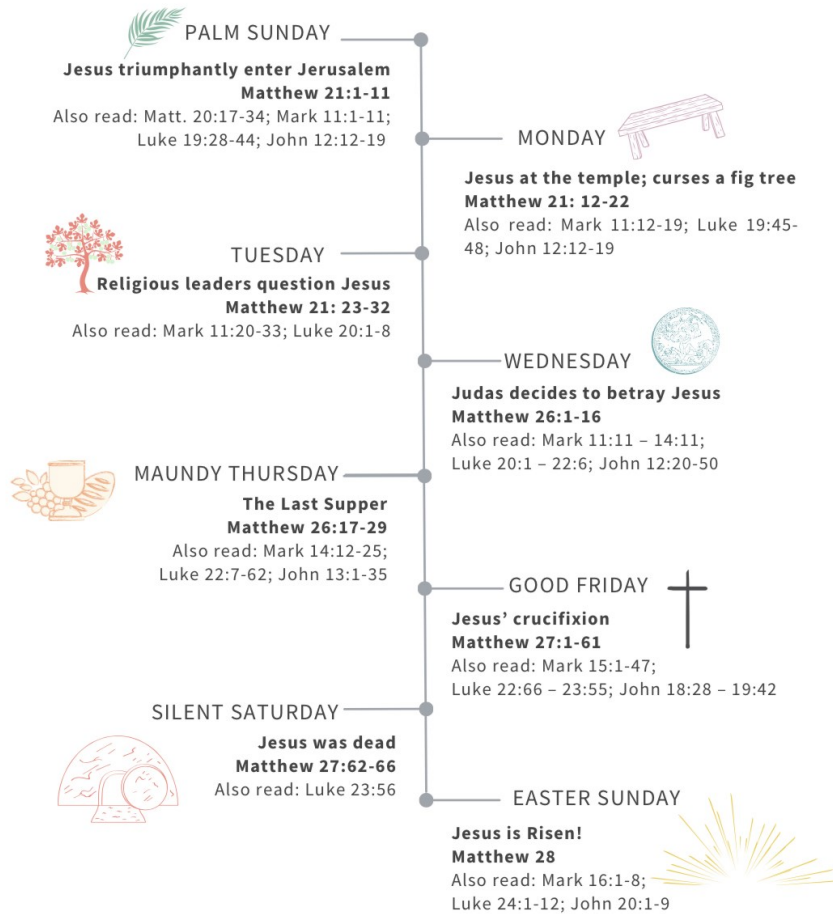 PALM SUNDAY
Jesus triumphantly enter Jerusalem
Matthew 21:1-11
Also read: Matt. 20:17-34; Mark 11:1-11;
Luke 19:28-44; John 12:12-19
MONDAY
Jesus at the temple; curses a fig tree
Matthew 21: 12-22
Also read: Mark 11:12-19; Luke 19:45-
48; John 12:12-19
TUESDAY
Religious leaders question Jesus
Matthew 21: 23-32
Also read: Mark 11:20-33; Luke 20:1-8
WEDNESDAY
Judas decides to betray Jesus
Matthew 26:1-16
Also read: Mark 11:11 – 14:11;
Luke 20:1 – 22:6; John 12:20-50
MAUNDY THURSDAY
The Last Supper
Matthew 26:17-29
Also read: Mark 14:12-25;
Luke 22:7-62; John 13:1-35
GOOD FRIDAY
Jesus’ crucifixion
Matthew 27:1-61
Also read: Mark 15:1-47;
Luke 22:66 – 23:55; John 18:28 – 19:42
SILENT SATURDAY
Jesus was dead
Matthew 27:62-66
Also read: Luke 23:56
EASTER SUNDAY
Jesus is Risen!
Matthew 28
Also read: Mark 16:1-8;
Luke 24:1-12; John 20:1-9